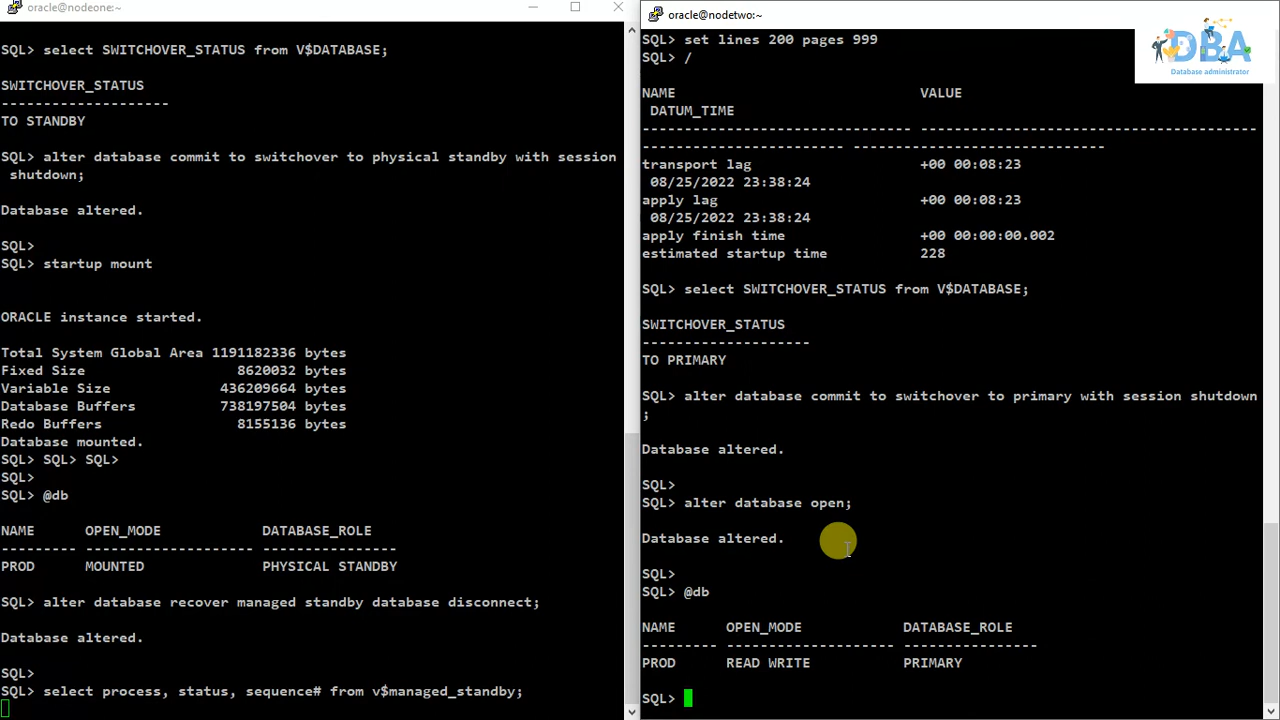 oracle@nodeone:~
SQL> select SWITCHOVER_STATUS from V$DATABASE;
SWITCHOVER_STATUS
--------------------
TO STANDBY
SQL> alter database commit to switchover to physical standby with session
shutdown;
Database altered.
SQL>
SQL> startup mount
ORACLE instance started.
Total System Global Area 1191182336 bytes
Fixed Size 8620032 bytes
Variable Size 436209664 bytes
Database Buffers 738197504 bytes
Redo Buffers 8155136 bytes
Database mounted.
SQL> SQL> SQL>
SQL>
SQL> @db
NAME OPEN_MODE DATABASE_ROLE
--------- -------------------- ----------------
PROD MOUNTED PHYSICAL STANDBY
SQL> alter database recover managed standby database disconnect;
Database altered.
SQL>
SQL> select process, status, sequence# from v$managed_standby;
oracle@nodetwo:~
SQL> set lines 200 pages 999
SQL> /
NAME VALUE
DATUM_TIME
-------------------------------- ----------------------------------------
------------------------ ------------------------------
transport lag +00 00:08:23
08/25/2022 23:38:24
apply lag +00 00:08:23
08/25/2022 23:38:24
apply finish time +00 00:00:00.002
estimated startup time 228
SQL> select SWITCHOVER_STATUS from V$DATABASE;
SWITCHOVER_STATUS
--------------------
TO PRIMARY
SQL> alter database commit to switchover to primary with session shutdown
;
Database altered.
SQL>
SQL> alter database open;
Database altered.
SQL>
SQL> @db
NAME OPEN_MODE DATABASE_ROLE
--------- -------------------- ----------------
PROD READ WRITE PRIMARY
SQL>
DBA
Database administrator